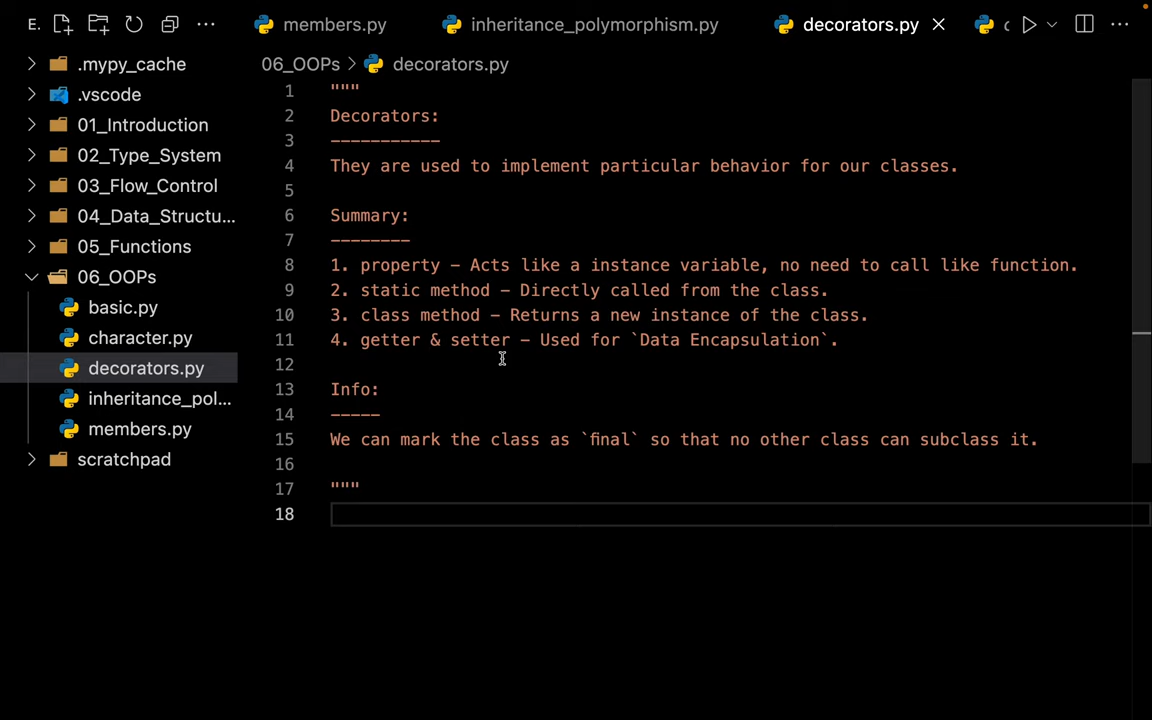 E. ...
members.py
inheritance_polymorphism.py
decorators.py
c
...
.mypy_cache
.vscode
01_Introduction
02_Type_System
03_Flow_Control
04_Data_Structu...
05_Functions
06_OOPs
basic.py
character.py
decorators.py
inheritance_pol...
members.py
scratchpad
06_OOPs > decorators.py
1 """
2 Decorators:
3 -----------
4 They are used to implement particular behavior for our classes.
5
6 Summary:
7 --------
8 1. property - Acts like a instance variable, no need to call like function.
9 2. static method - Directly called from the class.
10 3. class method - Returns a new instance of the class.
11 4. getter & setter - Used for `Data Encapsulation`.
12
13 Info:
14 -----
15 We can mark the class as `final` so that no other class can subclass it.
16
17 """
18